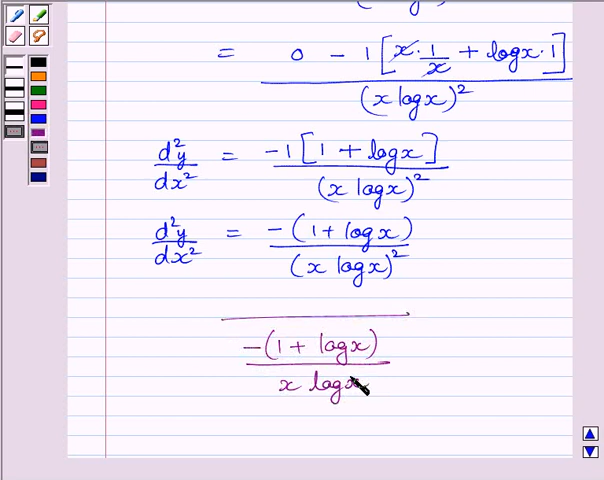 = 0 - 1 [ x · 1/x + log x · 1 ] / (x log x)²
d²y/dx² = -1 [ 1 + log x ] / (x log x)²
d²y/dx² = -(1 + log x) / (x log x)²
-(1 + log x) / x log x